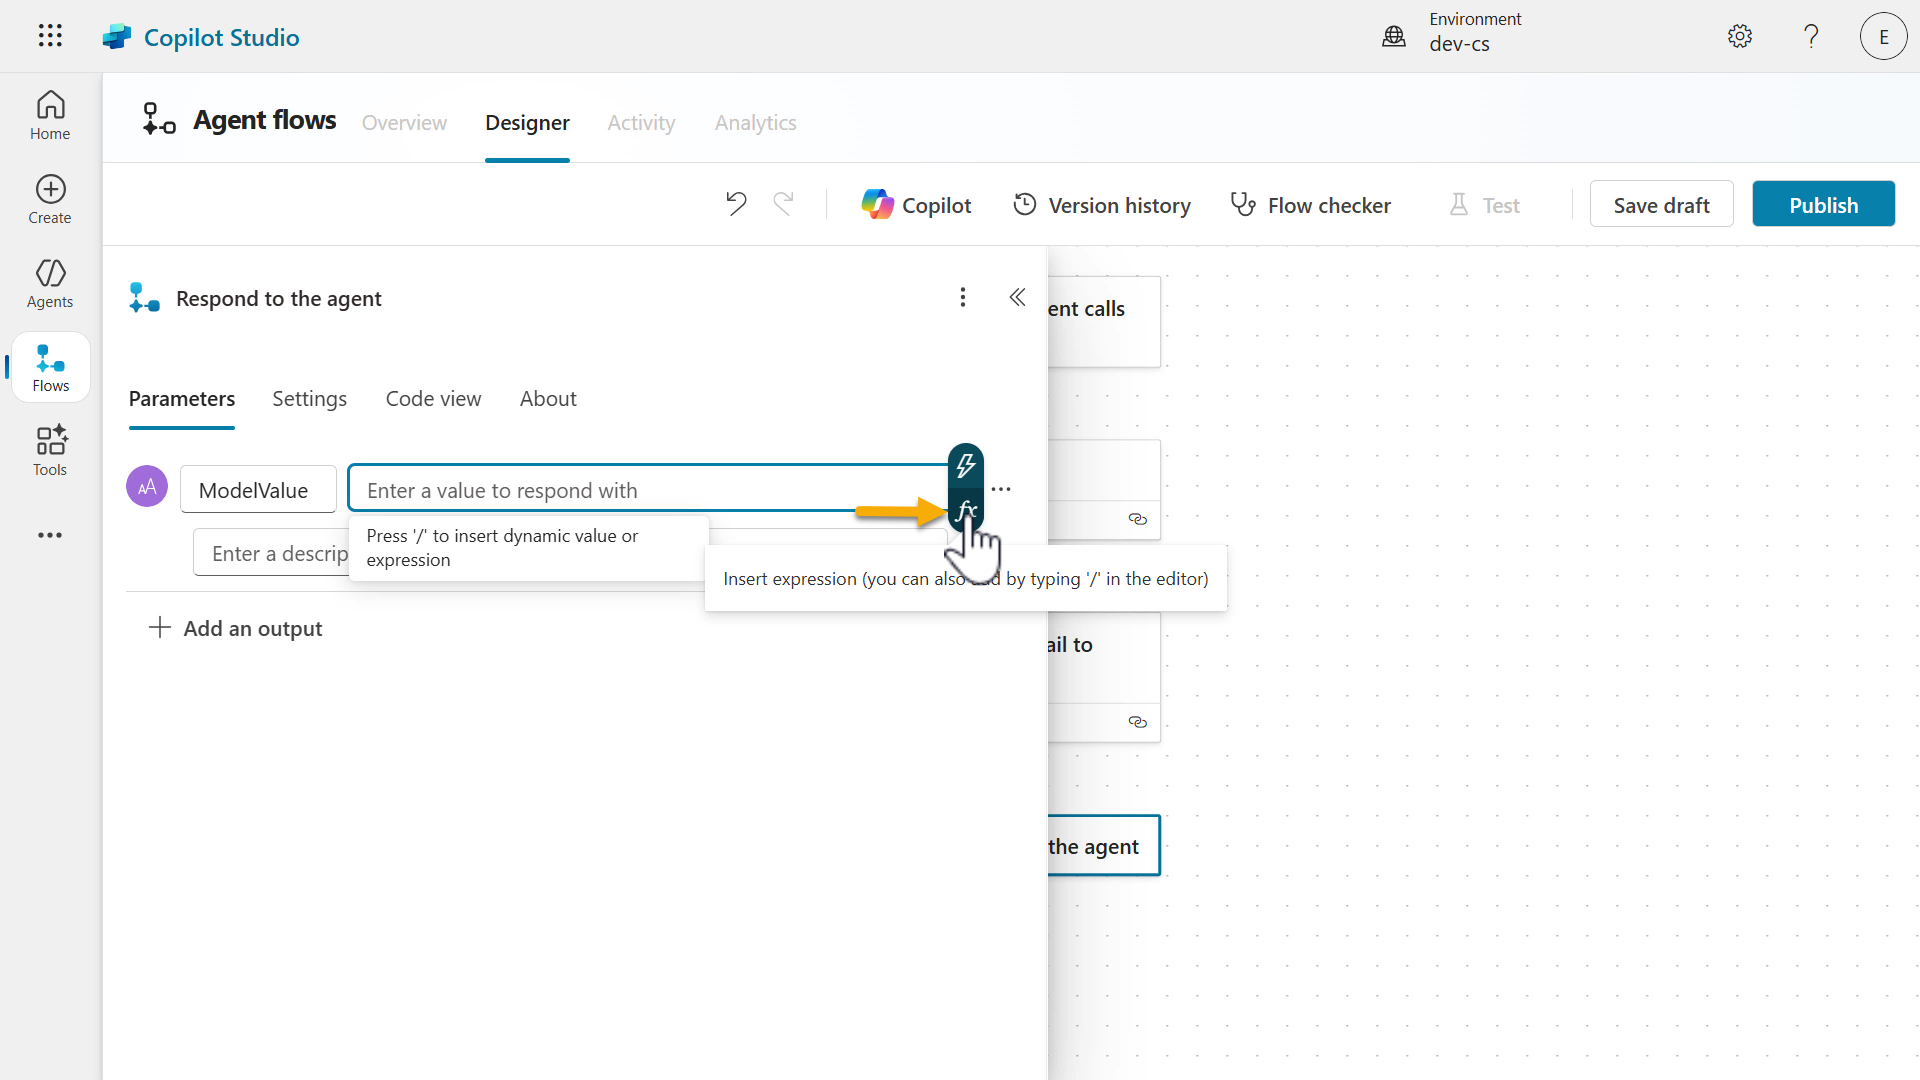 Copilot Studio
Environment
dev-cs
E
Home
Create
Agents
Flows
Tools
Agent flows
Overview
Designer
Activity
Analytics
Copilot
Version history
Flow checker
Test
Save draft
Publish
Respond to the agent
Parameters
Settings
Code view
About
AA
ModelValue
Enter a value to respond with
fx
Press '/' to insert dynamic value or
expression
Enter a descrip
Insert expression (you can also add by typing '/' in the editor)
Add an output
ent calls
ail to
the agent